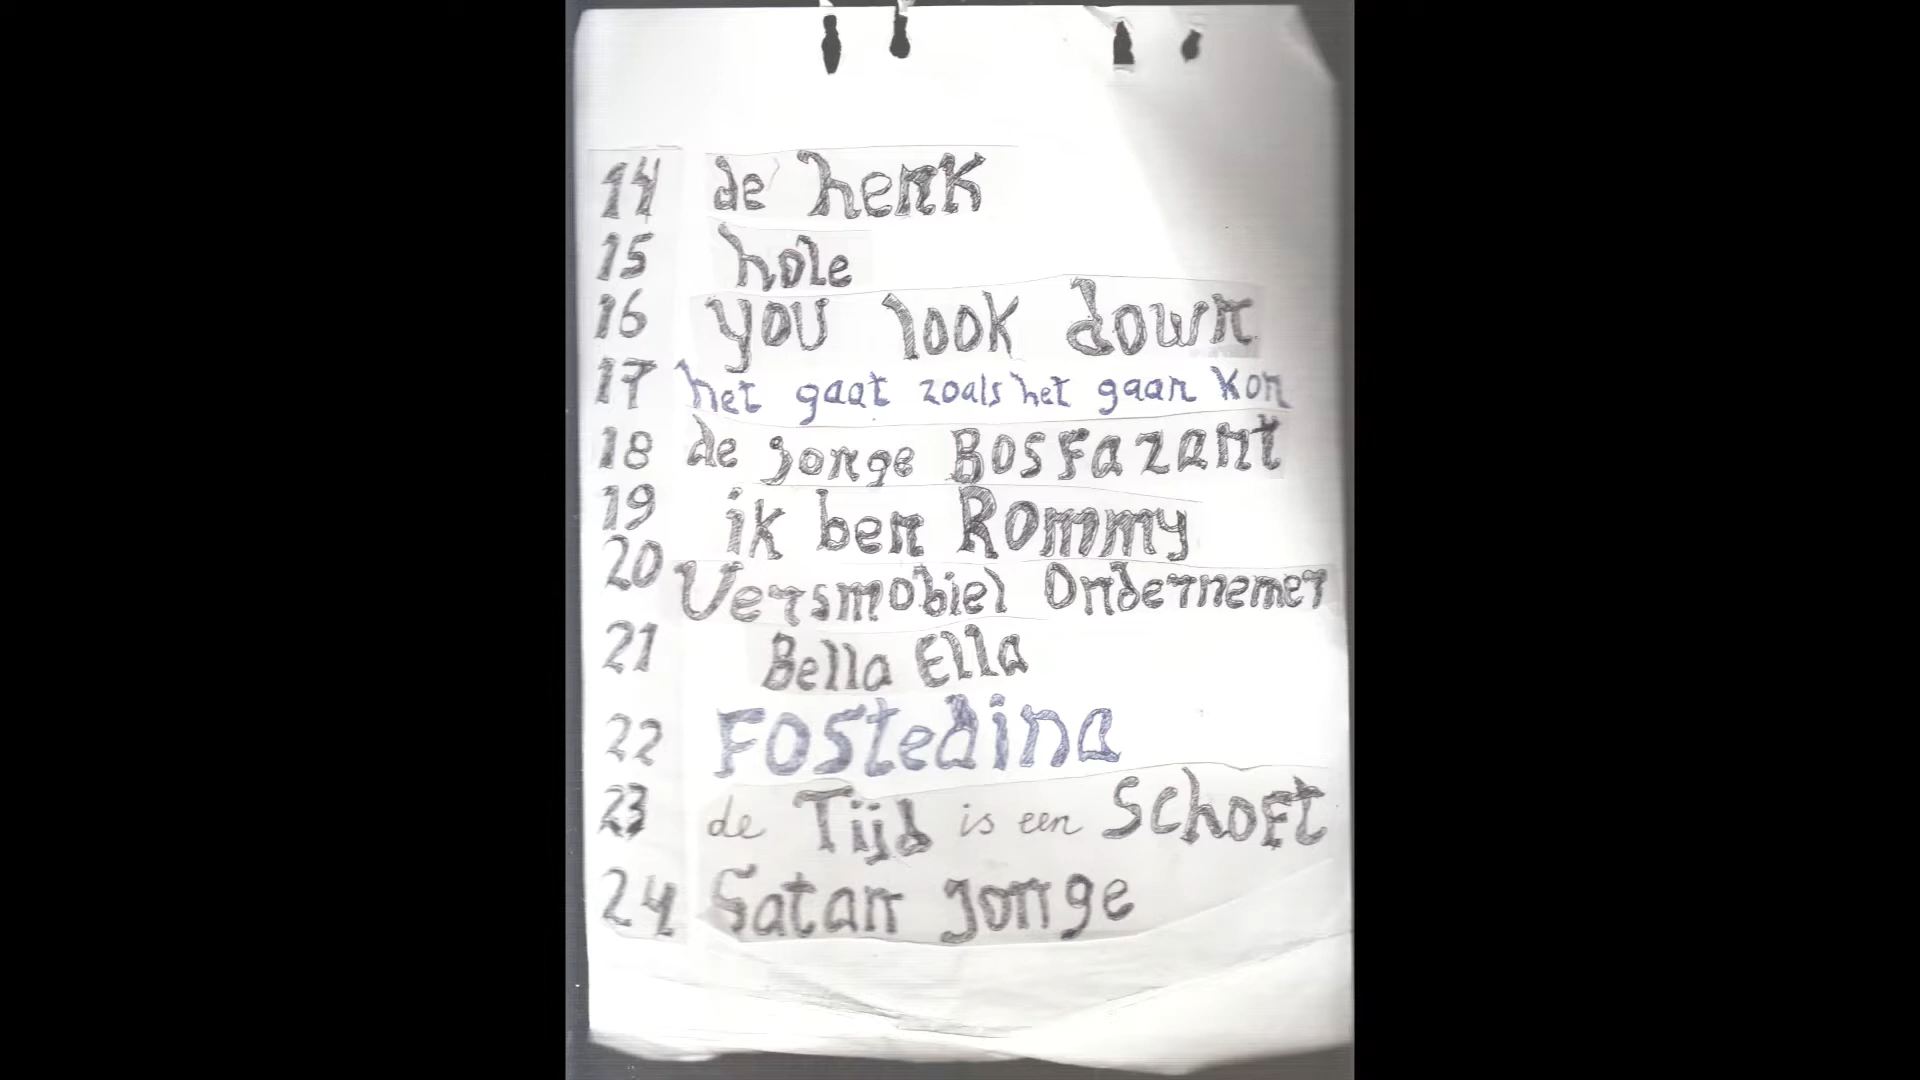 14 de henk
15 hole
16 you look down
17 het gaat zoals het gaan kon
18 de jonge Bosfazant
19 ik ben Rommy
20 Versmobiel Ondernemer
21 Bella Ella
22 Fostedina
23 de Tijd is een Schoft
24 Satan jonge